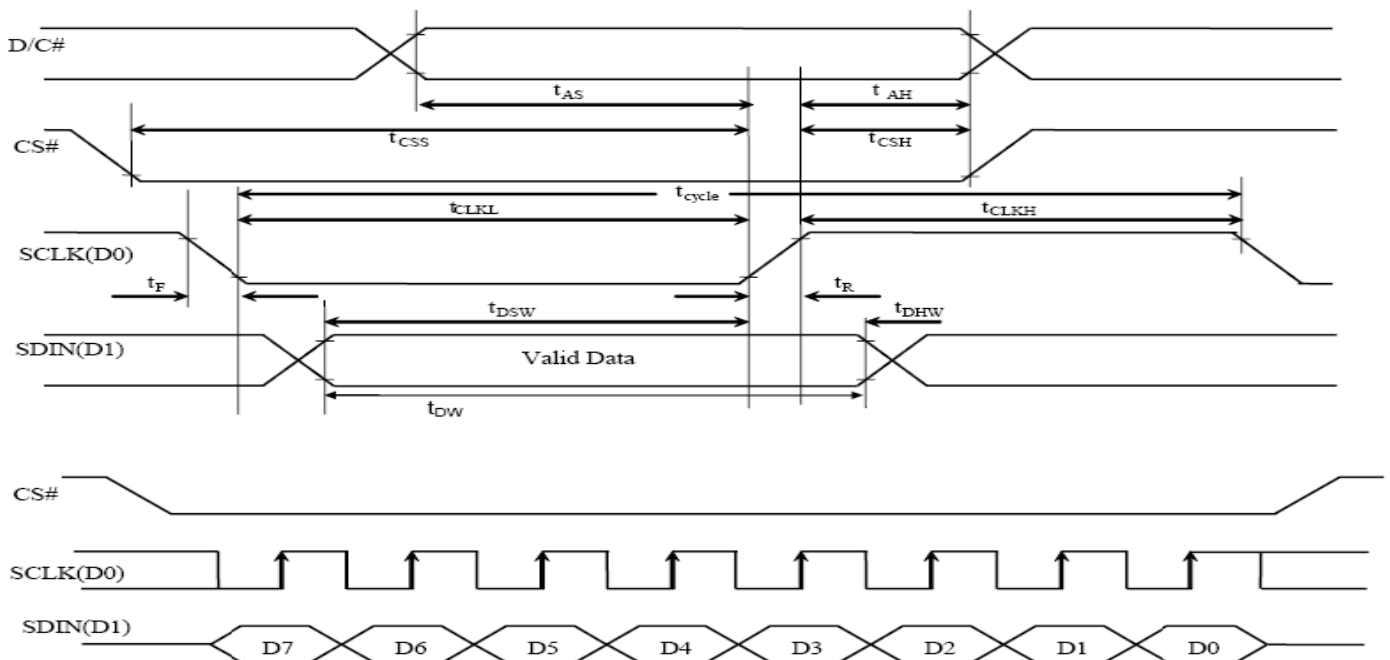 D/C#
tAS
t AH
tCSS
tCSH
CS#
tcycle
tCLKL
tCLKH
SCLK(D0)
tF
tR
tDSW
tDHW
SDIN(D1)
Valid Data
tDW
CS#
SCLK(D0)
SDIN(D1)
D7 D6 D5 D4 D3 D2 D1 D0